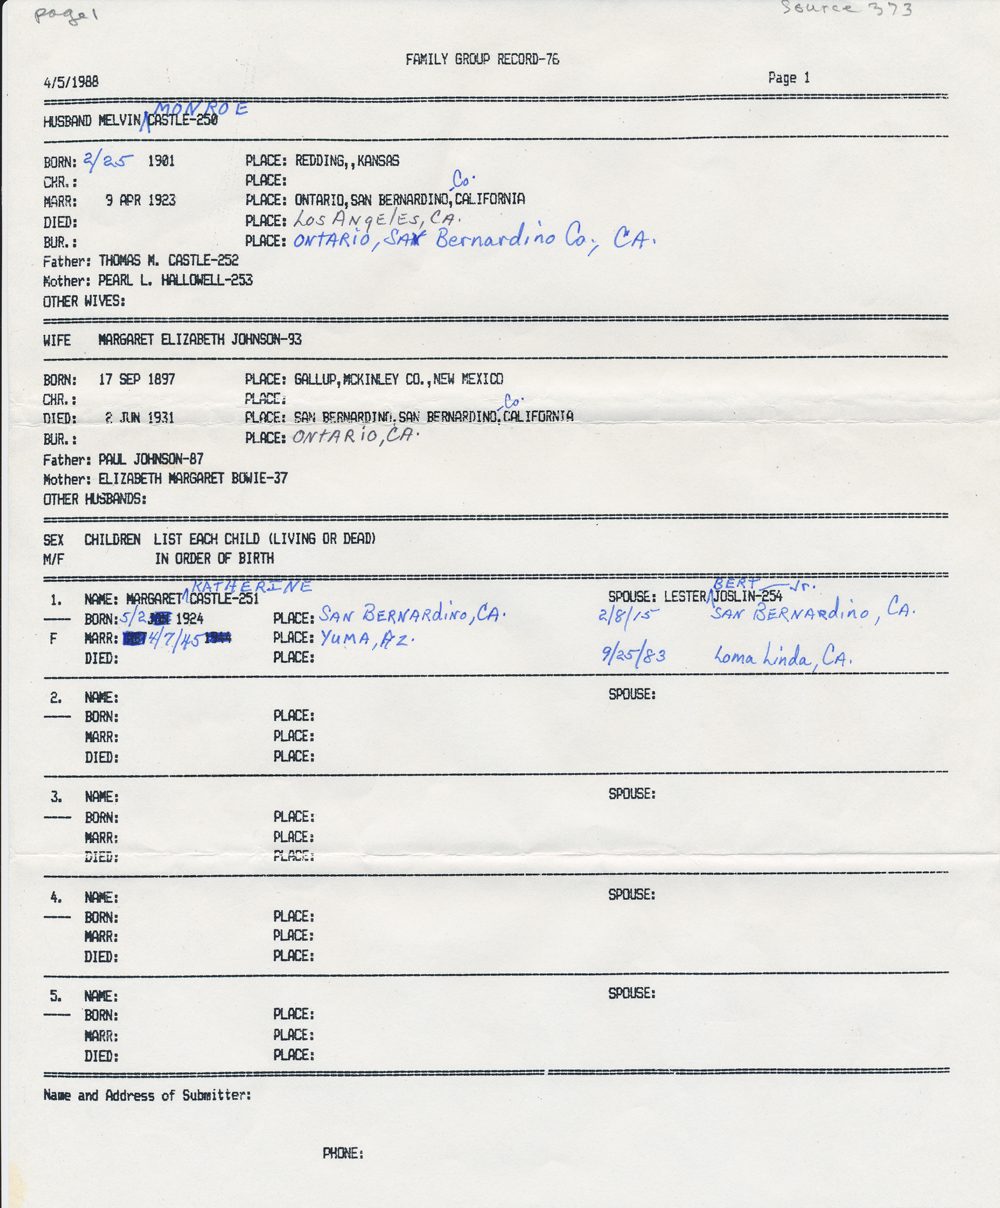 page 1
Source 373
FAMILY GROUP RECORD-76
4/5/1988 Page 1
MONROE
HUSBAND MELVIN CASTLE-250
BORN: 2/25 1901 PLACE: REDDING,,KANSAS
CHR.: PLACE:
Co.
MARR: 9 APR 1923 PLACE: ONTARIO,SAN BERNARDINO,CALIFORNIA
DIED: PLACE: Los Angeles, CA.
BUR.: PLACE: ONTARIO, SAN Bernardino Co., CA.
Father: THOMAS M. CASTLE-252
Mother: PEARL L. HALLOWELL-253
OTHER WIVES:
WIFE MARGARET ELIZABETH JOHNSON-93
BORN: 17 SEP 1897 PLACE: GALLUP,MCKINLEY CO.,NEW MEXICO
CHR.: PLACE:
Co.
DIED: 2 JUN 1931 PLACE: SAN BERNARDINO,SAN BERNARDINO,CALIFORNIA
BUR.: PLACE: ONTARIO, CA.
Father: PAUL JOHNSON-87
Mother: ELIZABETH MARGARET BOWIE-37
OTHER HUSBANDS:
SEX CHILDREN LIST EACH CHILD (LIVING OR DEAD)
M/F IN ORDER OF BIRTH
KATHERINE BERT Jr.
1. NAME: MARGARET CASTLE-251 SPOUSE: LESTER JOSLIN-254
BORN: 5/2 1924 PLACE: SAN BERNARDINO, CA. 2/8/15 SAN BERNARDINO, CA.
F MARR: 4/7/45 PLACE: YUMA, AZ. 
DIED: PLACE: 9/25/83 Loma Linda, CA.
2. NAME: SPOUSE:
BORN: PLACE:
MARR: PLACE:
DIED: PLACE:
3. NAME: SPOUSE:
BORN: PLACE:
MARR: PLACE:
DIED: PLACE:
4. NAME: SPOUSE:
BORN: PLACE:
MARR: PLACE:
DIED: PLACE:
5. NAME: SPOUSE:
BORN: PLACE:
MARR: PLACE:
DIED: PLACE:
Name and Address of Submitter:
PHONE: